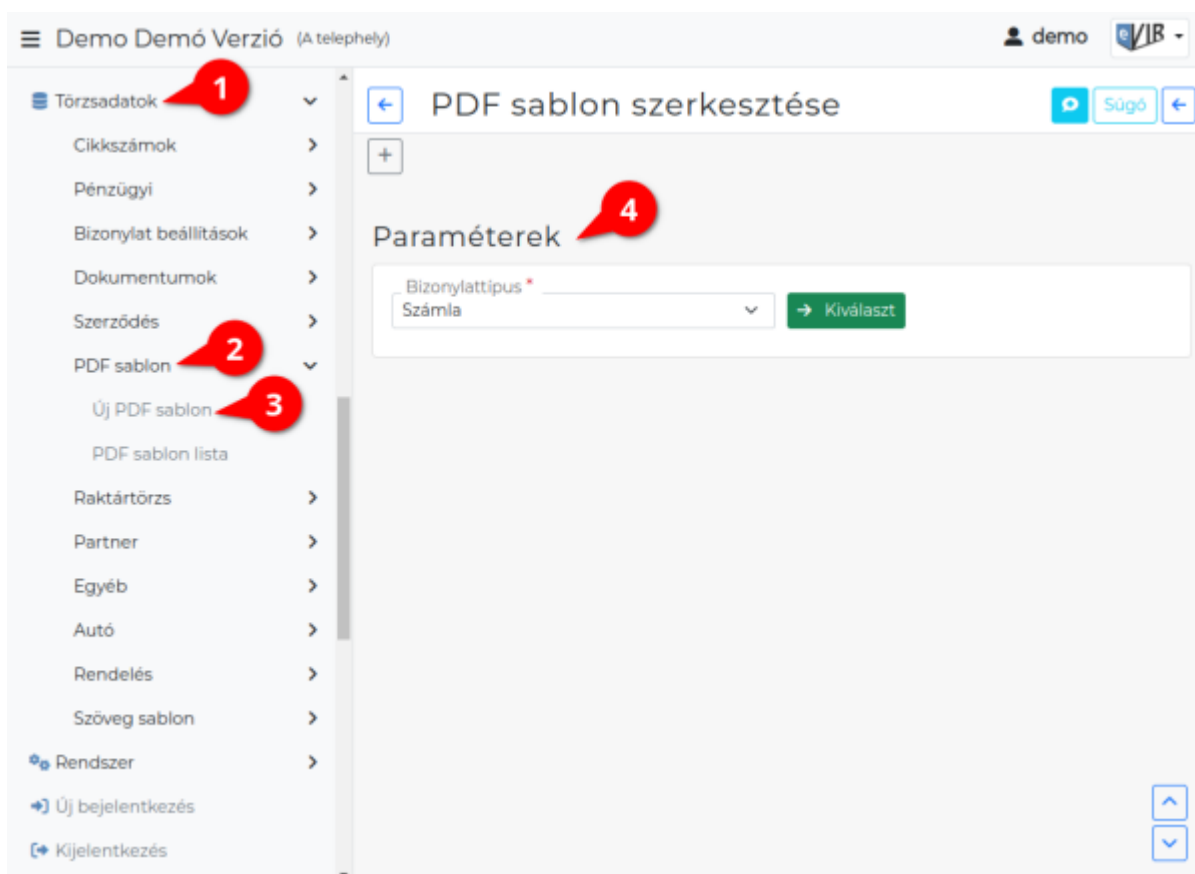 Demo Demó Verzió (A telephely)
demo
eVIR
Törzsadatok
1
Cikkszámok
Pénzügyi
Bizonylat beállítások
Dokumentumok
Szerződés
PDF sablon
2
Új PDF sablon
3
PDF sablon lista
Raktártörzs
Partner
Egyéb
Autó
Rendelés
Szöveg sablon
Rendszer
Új bejelentkezés
Kijelentkezés
PDF sablon szerkesztése
Súgó
Paraméterek
4
Bizonylattípus *
Számla
Kiválaszt